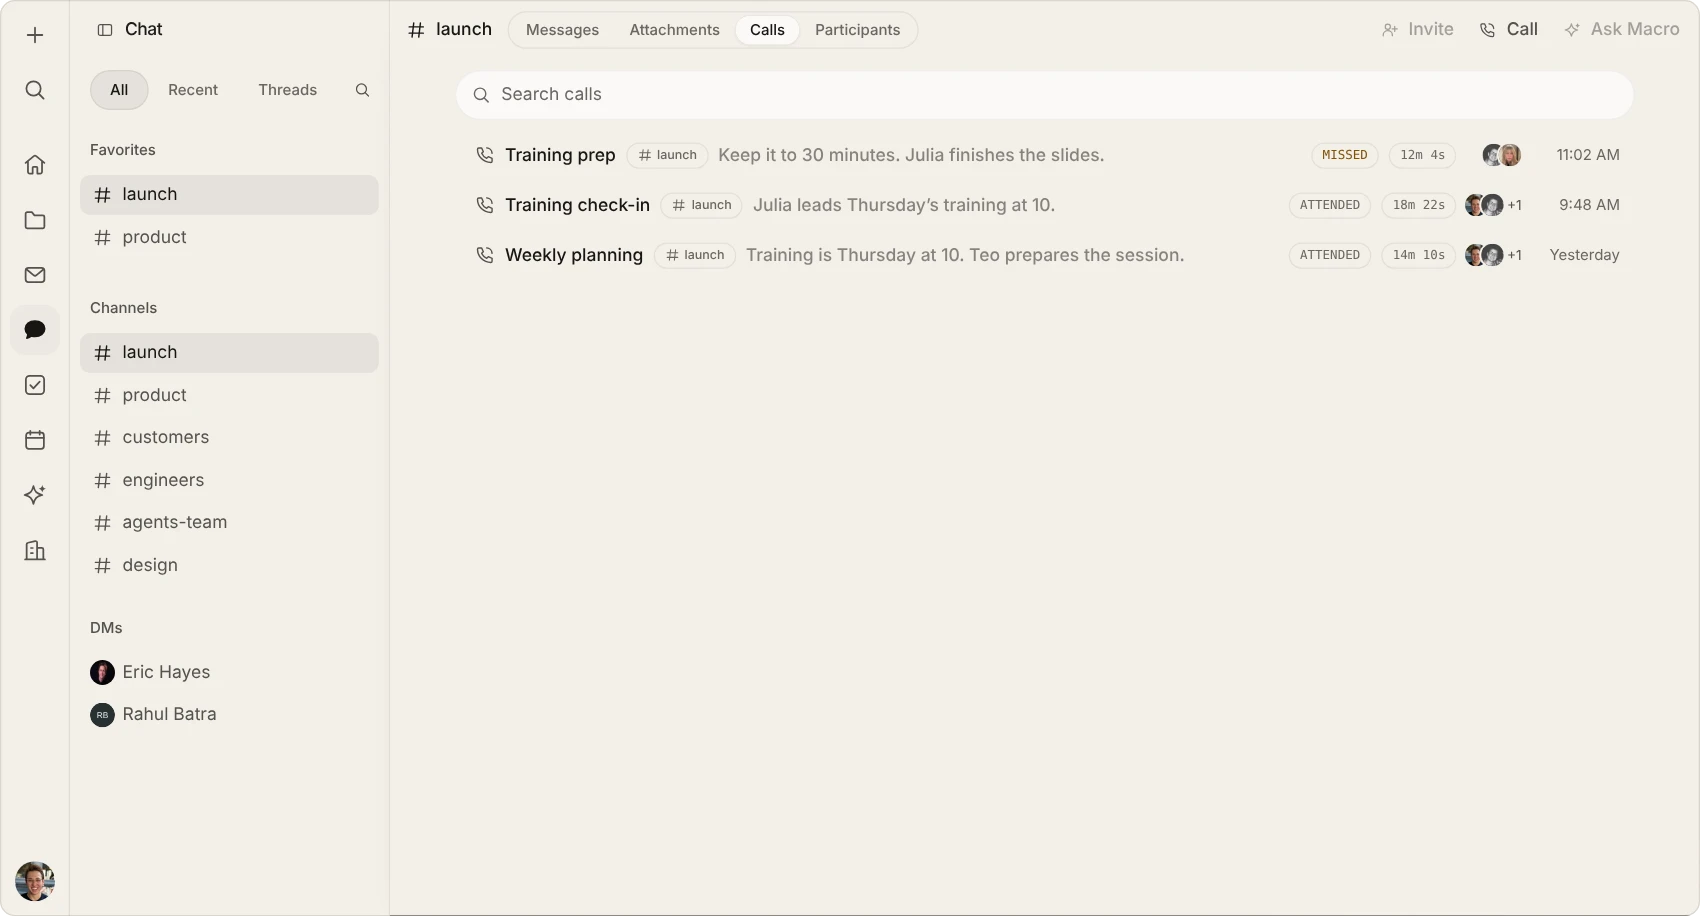 Chat
All Recent Threads
Favorites
launch
product
Channels
launch
product
customers
engineers
agents-team
design
DMs
Eric Hayes
RB Rahul Batra
# launch Messages Attachments Calls Participants Invite Call Ask Macro
Search calls
Training prep # launch Keep it to 30 minutes. Julia finishes the slides. MISSED 12m 4s 11:02 AM
Training check-in # launch Julia leads Thursday’s training at 10. ATTENDED 18m 22s +1 9:48 AM
Weekly planning # launch Training is Thursday at 10. Teo prepares the session. ATTENDED 14m 10s +1 Yesterday